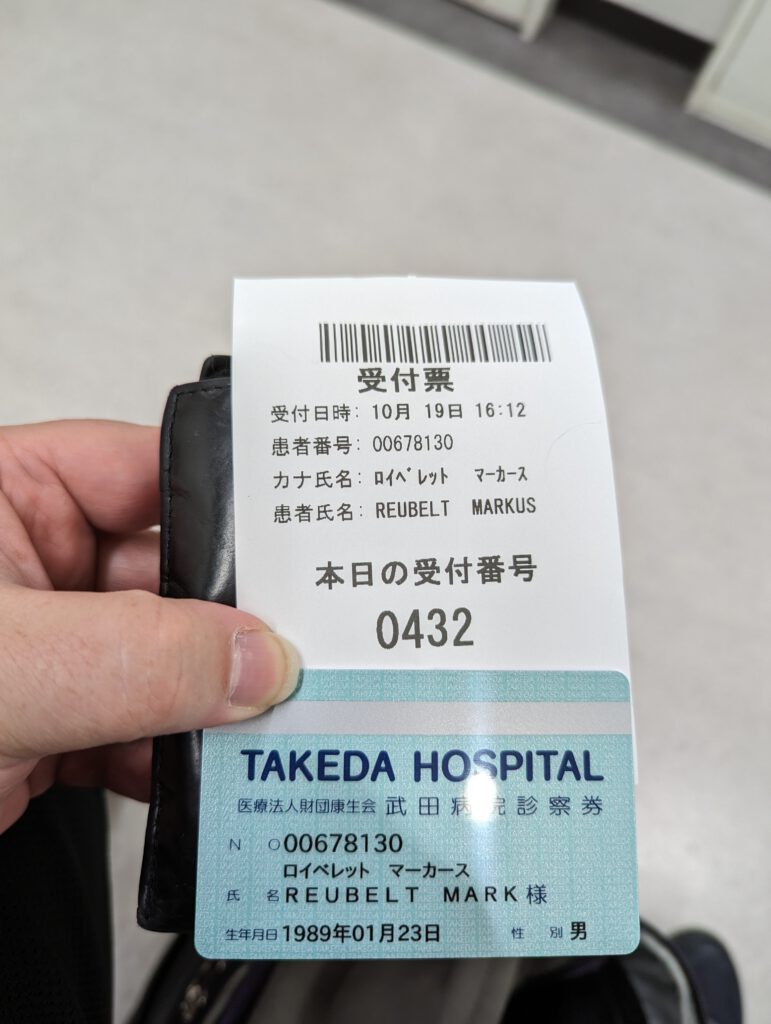 受付票
受付日時: 10月 19日 16:12
患者番号: 00678130
カナ氏名: ﾛｲﾍﾞﾚｯﾄ ﾏｰｶｰｽ
患者氏名: REUBELT MARKUS
本日の受付番号
0432
TAKEDA HOSPITAL
医療法人財団康生会 武田病院診察券
NO 00678130
ロイベレット マーカース
氏名 REUBELT MARK 様
生年月日 1989年01月23日 性別 男